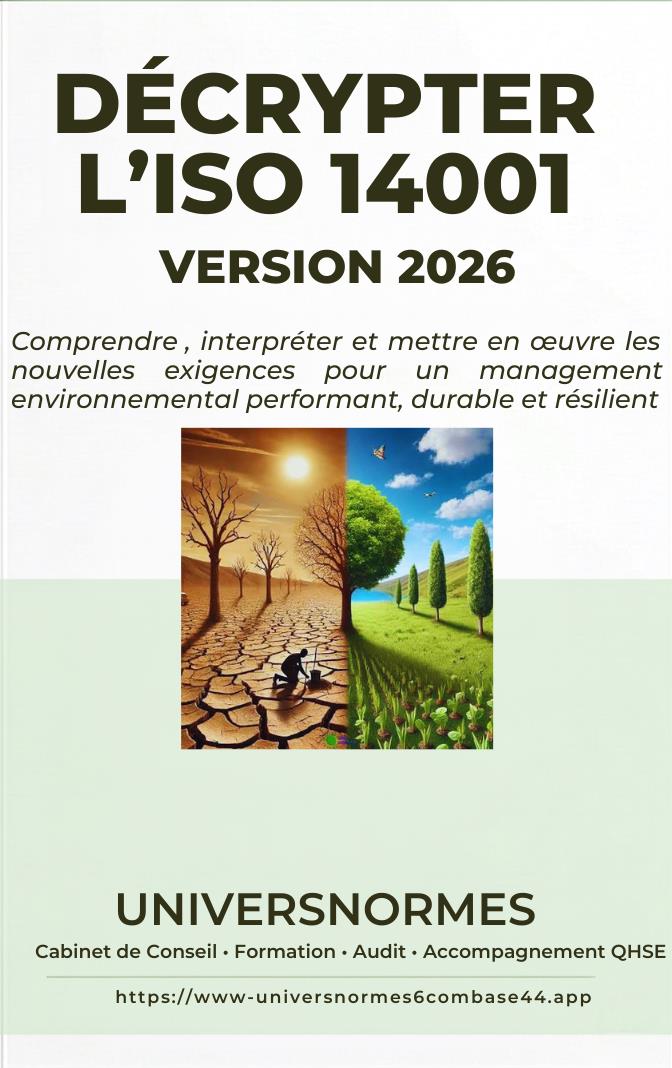 DÉCRYPTER
L’ISO 14001
VERSION 2026
Comprendre , interpréter et mettre en œuvre les
nouvelles exigences pour un management
environnemental performant, durable et résilient
UNIVERSNORMES
Cabinet de Conseil • Formation • Audit • Accompagnement QHSE
https://www-universnormes6combase44.app